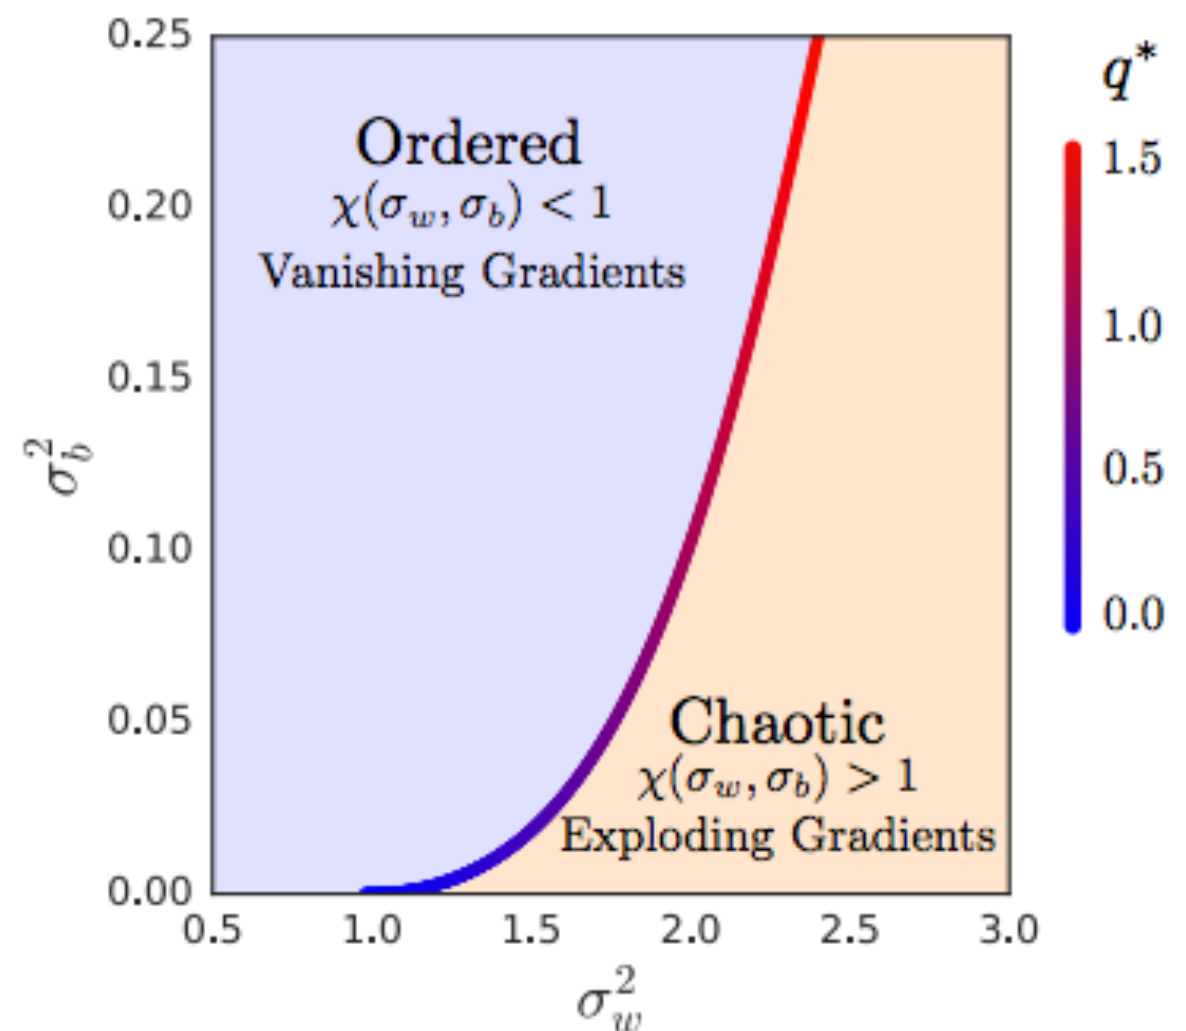 0.25
0.20
0.15
0.10
0.05
0.00
σ_b^2
Ordered
χ(σ_w, σ_b) < 1
Vanishing Gradients
Chaotic
χ(σ_w, σ_b) > 1
Exploding Gradients
0.5 1.0 1.5 2.0 2.5 3.0
σ_w^2
q*
1.5
1.0
0.5
0.0